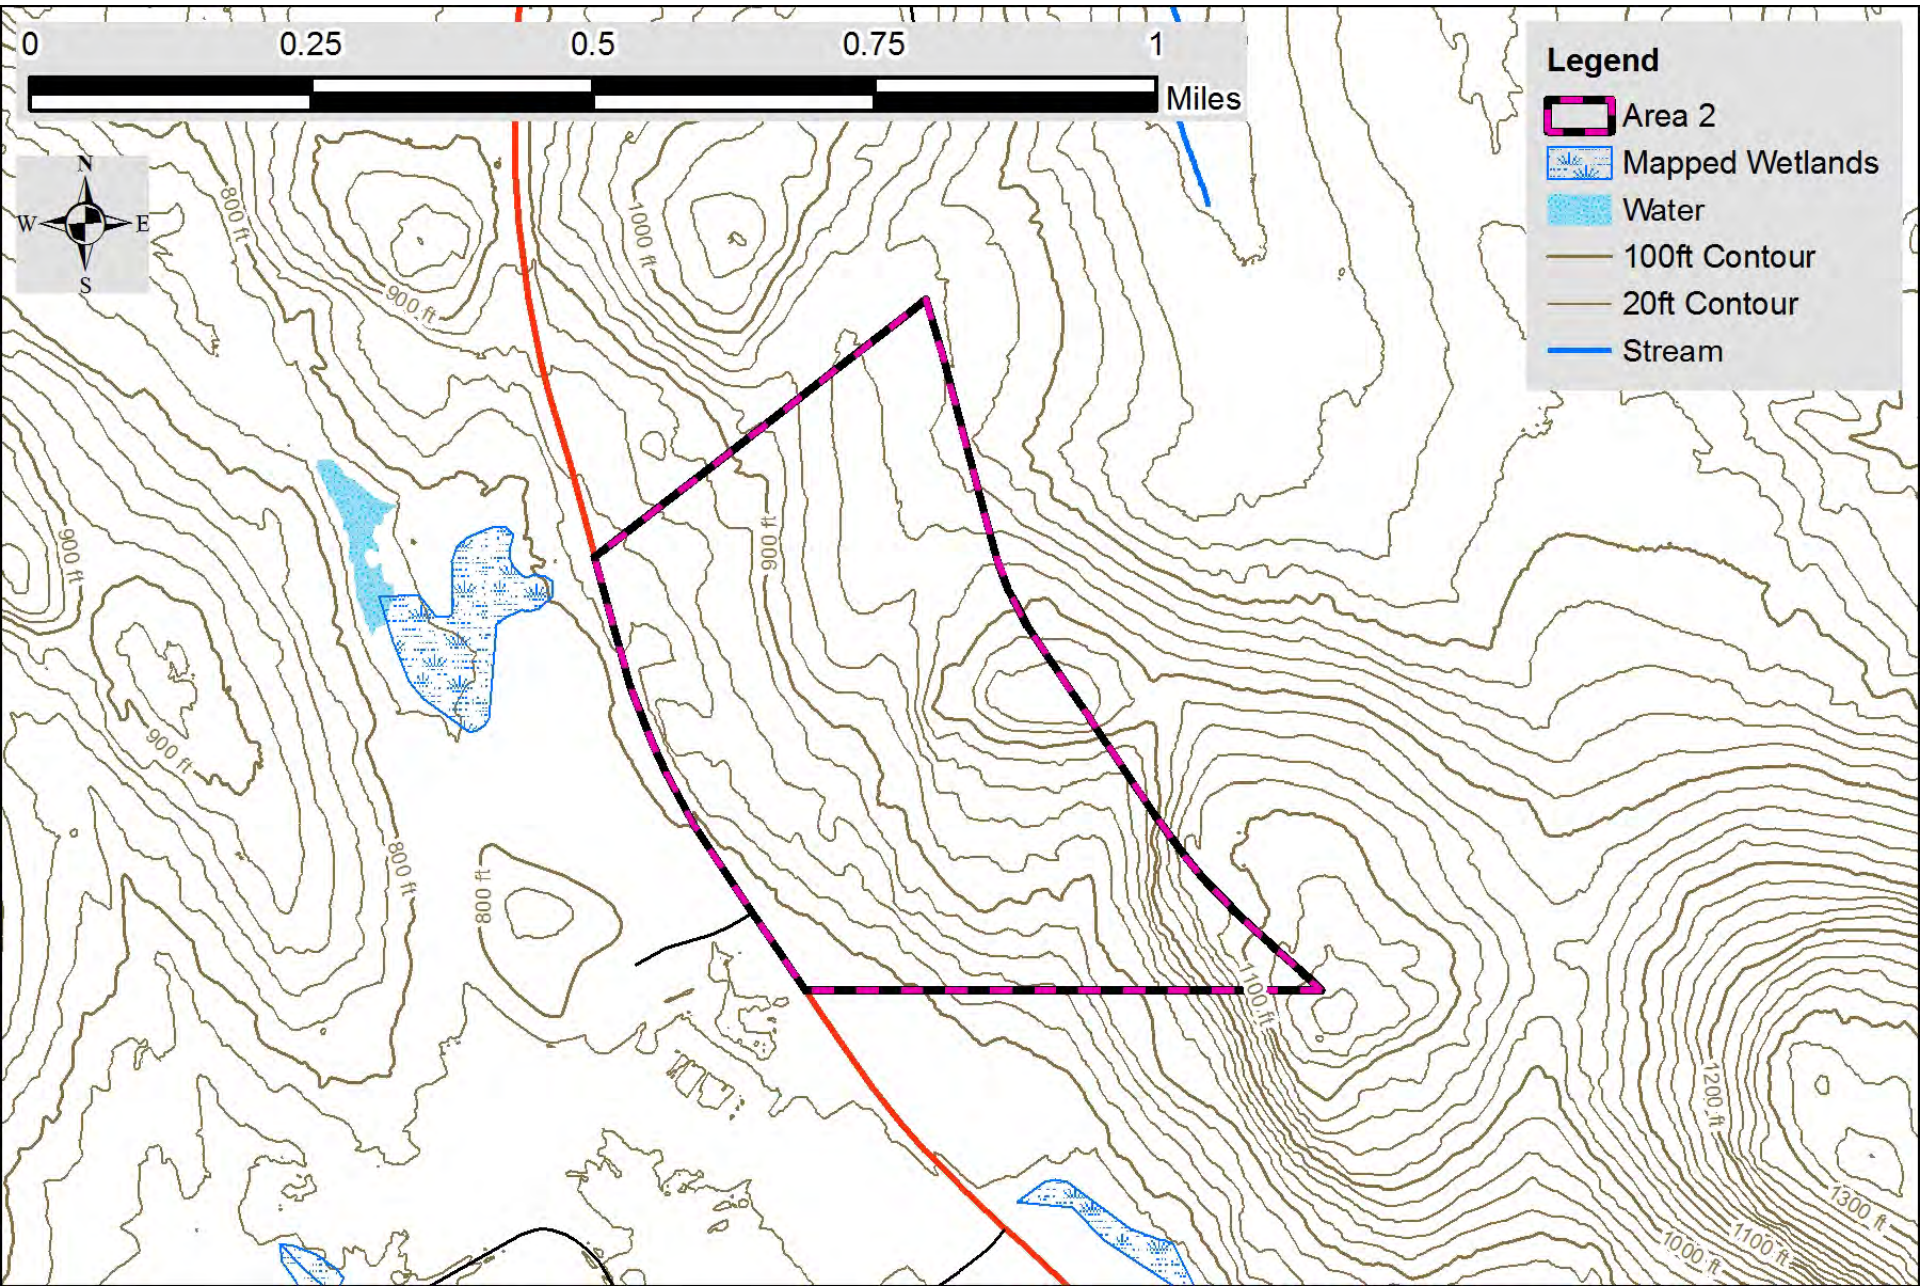 0 0.25 0.5 0.75 1
Miles
N
W E
S
Legend
Area 2
Mapped Wetlands
Water
100ft Contour
20ft Contour
Stream
800 ft
1000 ft
900 ft
900 ft
900 ft
900 ft
800 ft
800 ft
1100 ft
1200 ft
1300 ft
1100 ft
1000 ft